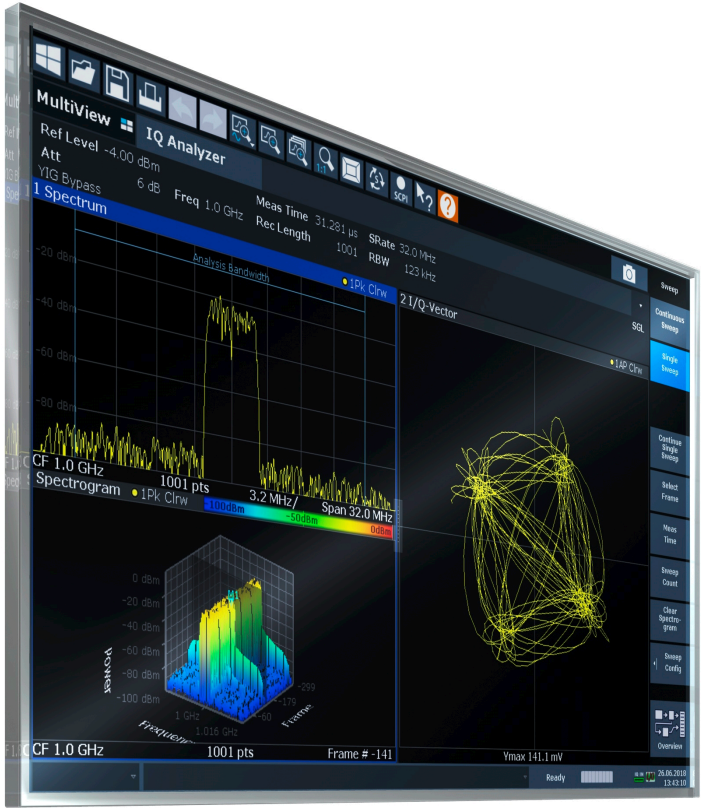 1:1
SCPI
?
?
MultiView
IQ Analyzer
Ref Level -4.00 dBm
Att 6 dB Freq 1.0 GHz Meas Time 31.281 µs SRate 32.0 MHz
YIG Bypass Rec Length 1001 RBW 123 kHz
SGL
1 Spectrum
1Pk Clrw
Analysis Bandwidth
-20 dBm
-40 dBm
-60 dBm
-80 dBm
CF 1.0 GHz 1001 pts 3.2 MHz/ Span 32.0 MHz
2 I/Q-Vector
1AP Clrw
Ymax 141.1 mV
Spectrogram 1Pk Clrw
-100dBm -50dBm 0dBm
0 dBm
-20 dBm
-40 dBm
-60 dBm
-80 dBm
-100 dBm
Power
1 GHz
1.016 GHz
Frequency
-60
-179
-299
Frame
CF 1.0 GHz 1001 pts Frame # -141
Sweep
Continuous
Sweep
Single
Sweep
Continue
Single
Sweep
Select
Frame
Meas
Time
Sweep
Count
Clear
Spectro-
gram
Sweep
Config
Overview
Ready
26.06.2018
13:43:10